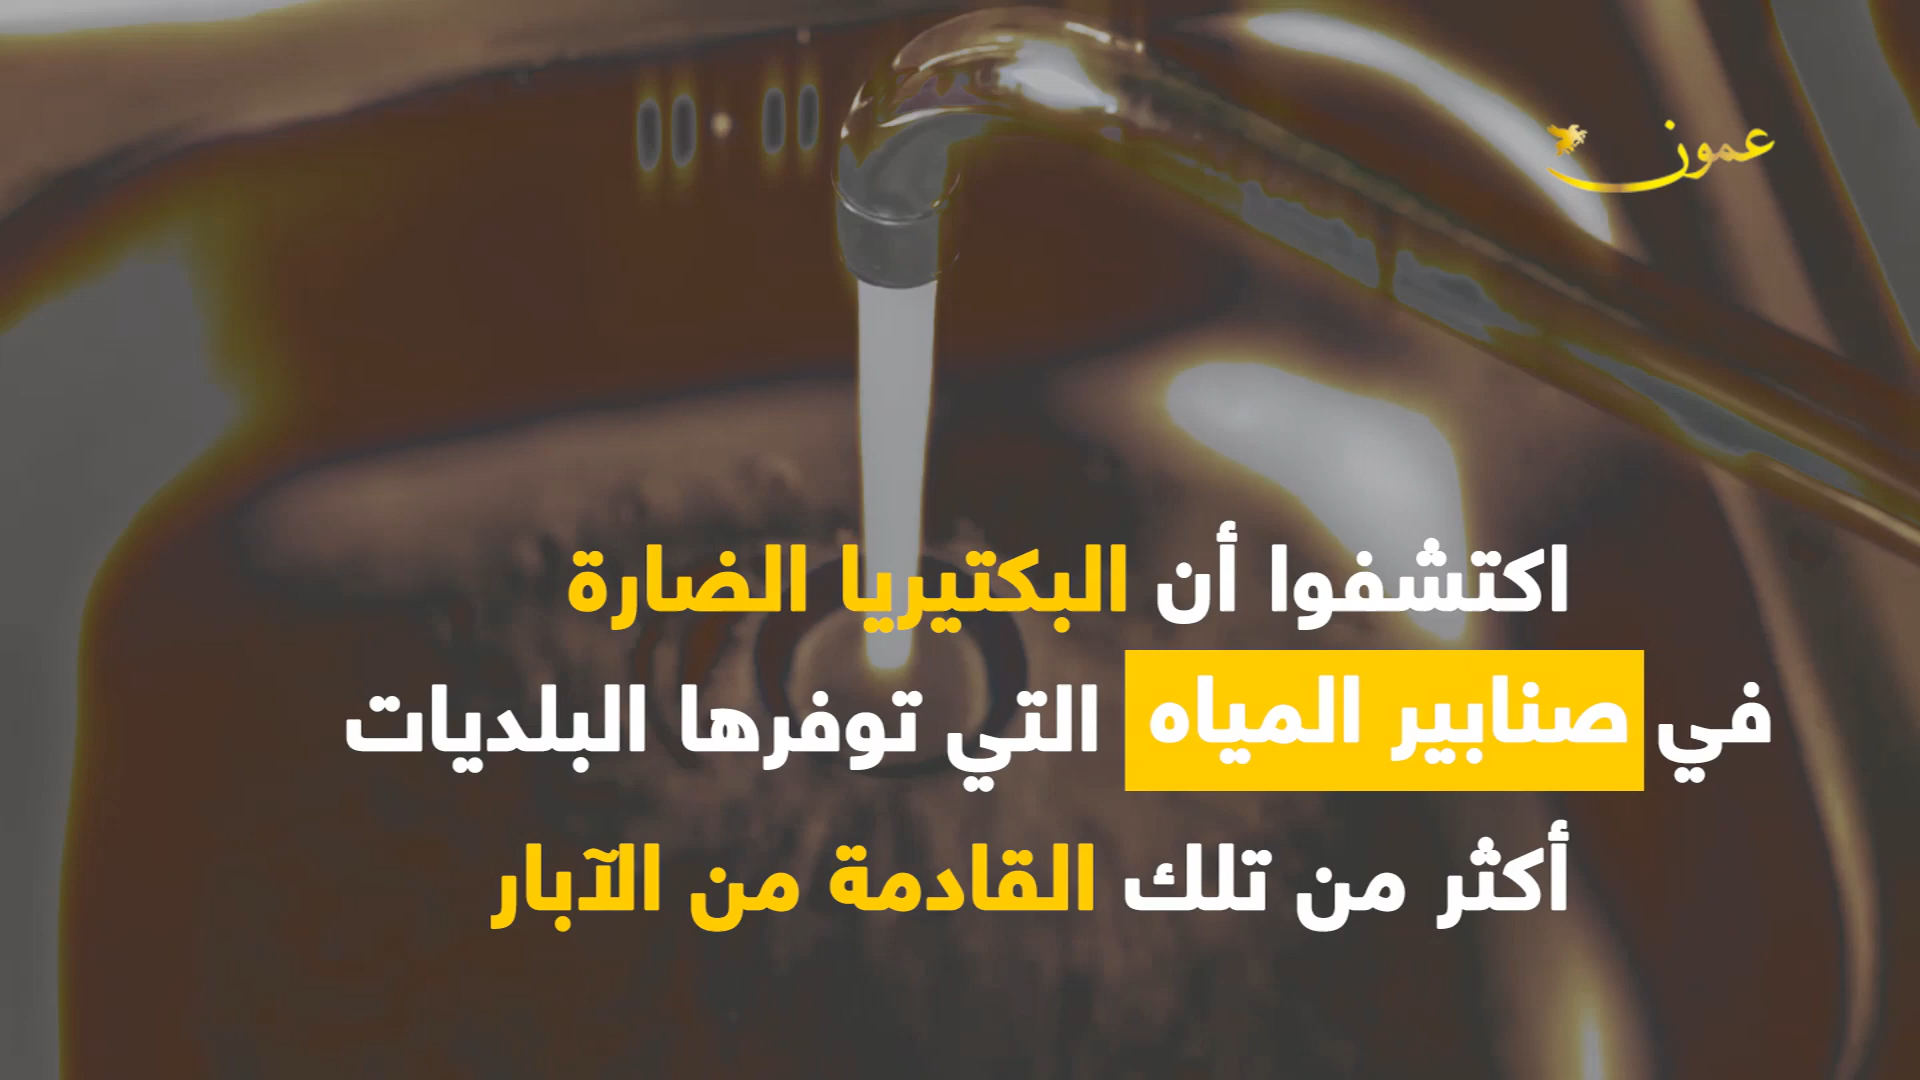 عمون
اكتشفوا أن البكتيريا الضارة
في صنابير المياه التي توفرها البلديات
أكثر من تلك القادمة من الآبار